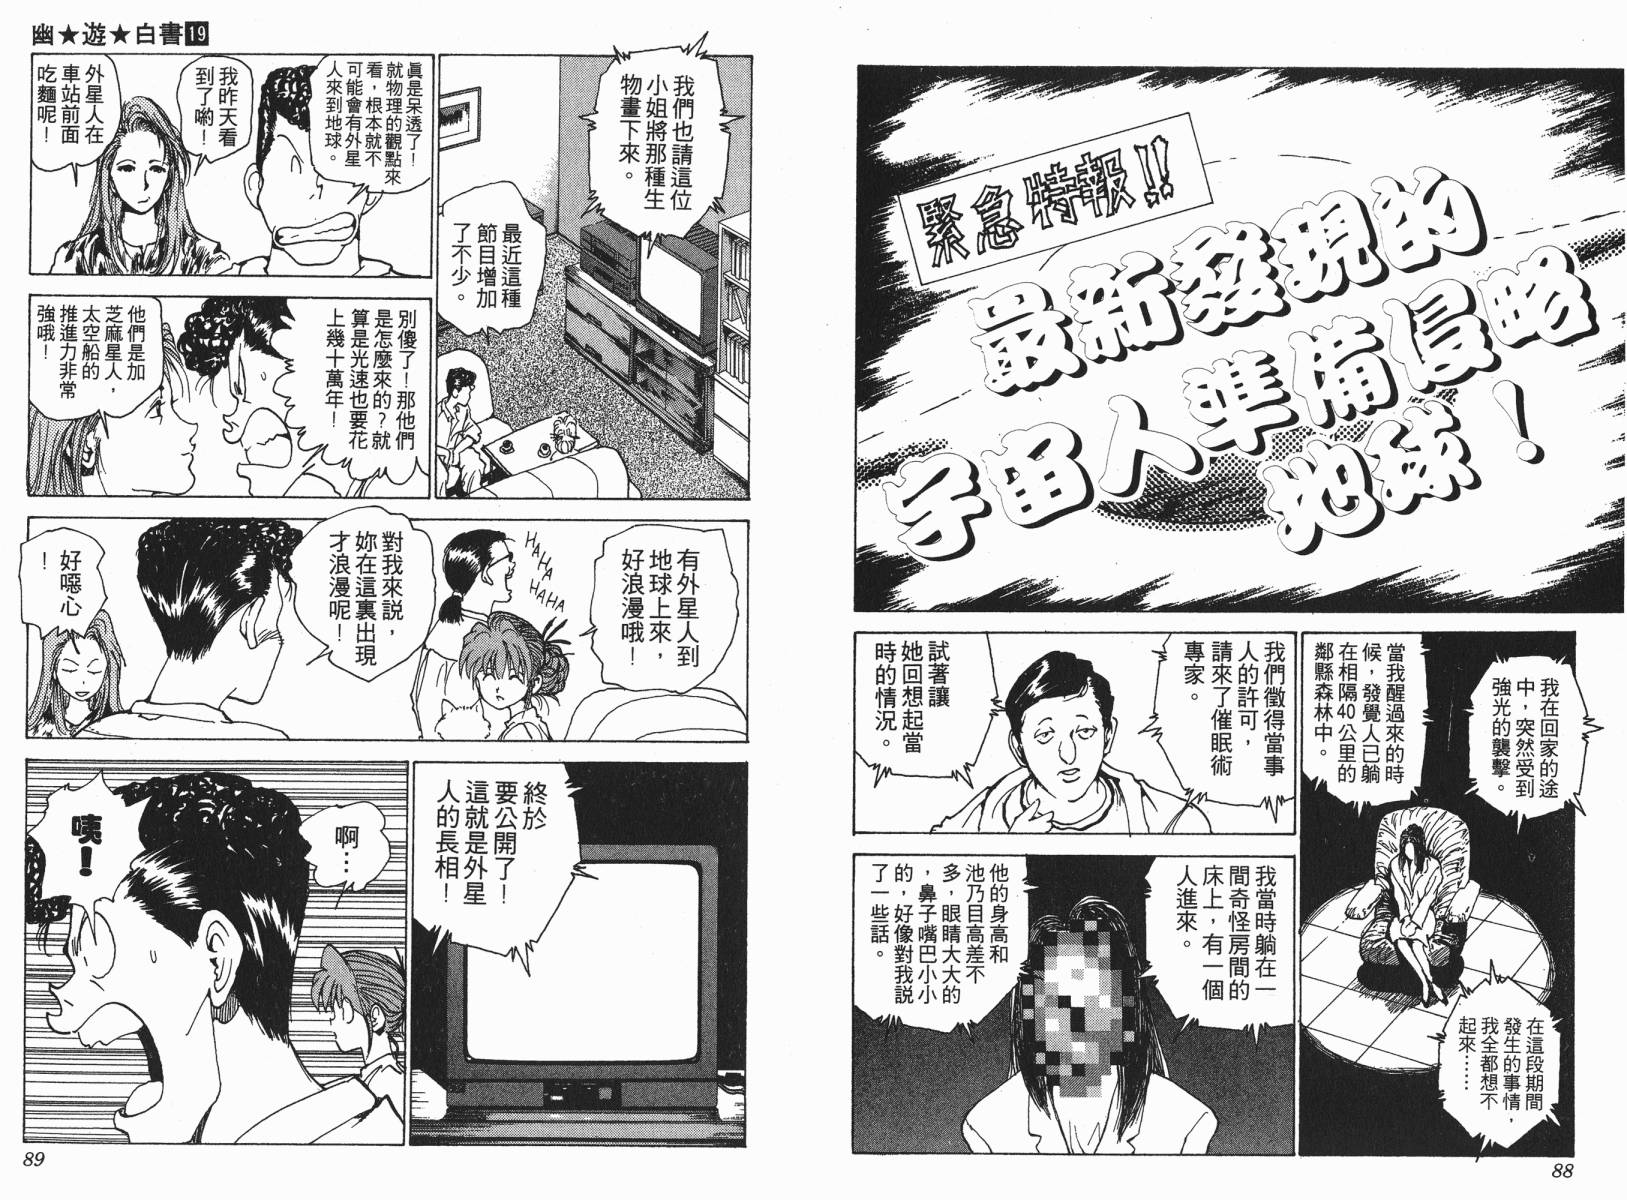 緊急特報!!
最新發現的
宇宙人準備侵略
地球!
我在回家的途
中,突然受到
強光的襲擊。
當我醒過來的時
候,發覺人已躺
在相隔40公里的
鄰縣森林中。
在這段期間
發生的事情,
我全都想不
起來……
我們徵得當事
人的許可,
請來了催眠術
專家。
試著讓
她回想起當
時的情況。
我當時躺在一
間奇怪房間的
床上,有一個
人進來。
他的身高和
池乃目高差不
多,眼睛大大的
,鼻子嘴巴小小
的,好像對我說
了一些話。
88
幽★遊★白書19
我們也請這位
小姐將那種生
物畫下來。
最近這種
節目增加
了不少。
真是呆透了!
就物理的觀點來
看,根本就不
可能會有外星
人來到地球。
我昨天看
到了喲!
外星人在
車站前面
吃麵呢!
別傻了!那他們
是怎麼來的?就
算是光速也要花
上幾十萬年!
他們是加
芝麻星人,
太空船的
推進力非常
強哦!
有外星人到
地球上來,
好浪漫哦!
HAHA
HAHA
HAHA
對我來說,
妳在這裏出現
才浪漫呢!
好噁心
!
終於
要公開了!
這就是外星
人的長相!
啊…
咦!
89